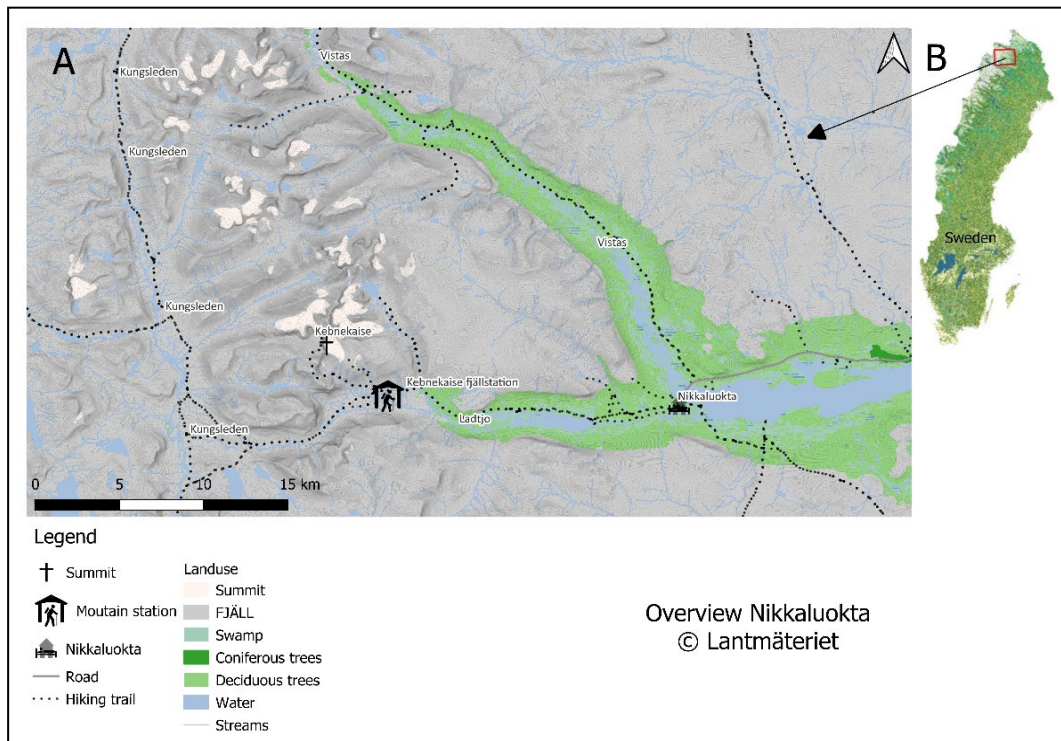 A
B
Vistas
Kungsleden
Kungsleden
Vistas
Sweden
Kungsleden
Kebnekaise
Kebnekaise fjällstation
Nikkaluokta
Ladtjo
Kungsleden
0 5 10 15 km
Legend
Summit
Moutain station
Nikkaluokta
Road
Hiking trail
Landuse
Summit
FJÄLL
Swamp
Coniferous trees
Deciduous trees
Water
Streams
Overview Nikkaluokta
© Lantmäteriet